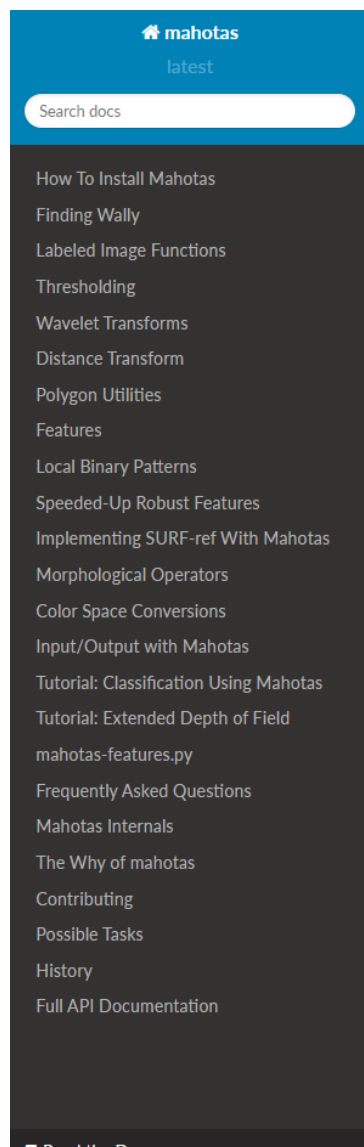 mahotas
latest
Search docs
How To Install Mahotas
Finding Wally
Labeled Image Functions
Thresholding
Wavelet Transforms
Distance Transform
Polygon Utilities
Features
Local Binary Patterns
Speeded-Up Robust Features
Implementing SURF-ref With Mahotas
Morphological Operators
Color Space Conversions
Input/Output with Mahotas
Tutorial: Classification Using Mahotas
Tutorial: Extended Depth of Field
mahotas-features.py
Frequently Asked Questions
Mahotas Internals
The Why of mahotas
Contributing
Possible Tasks
History
Full API Documentation